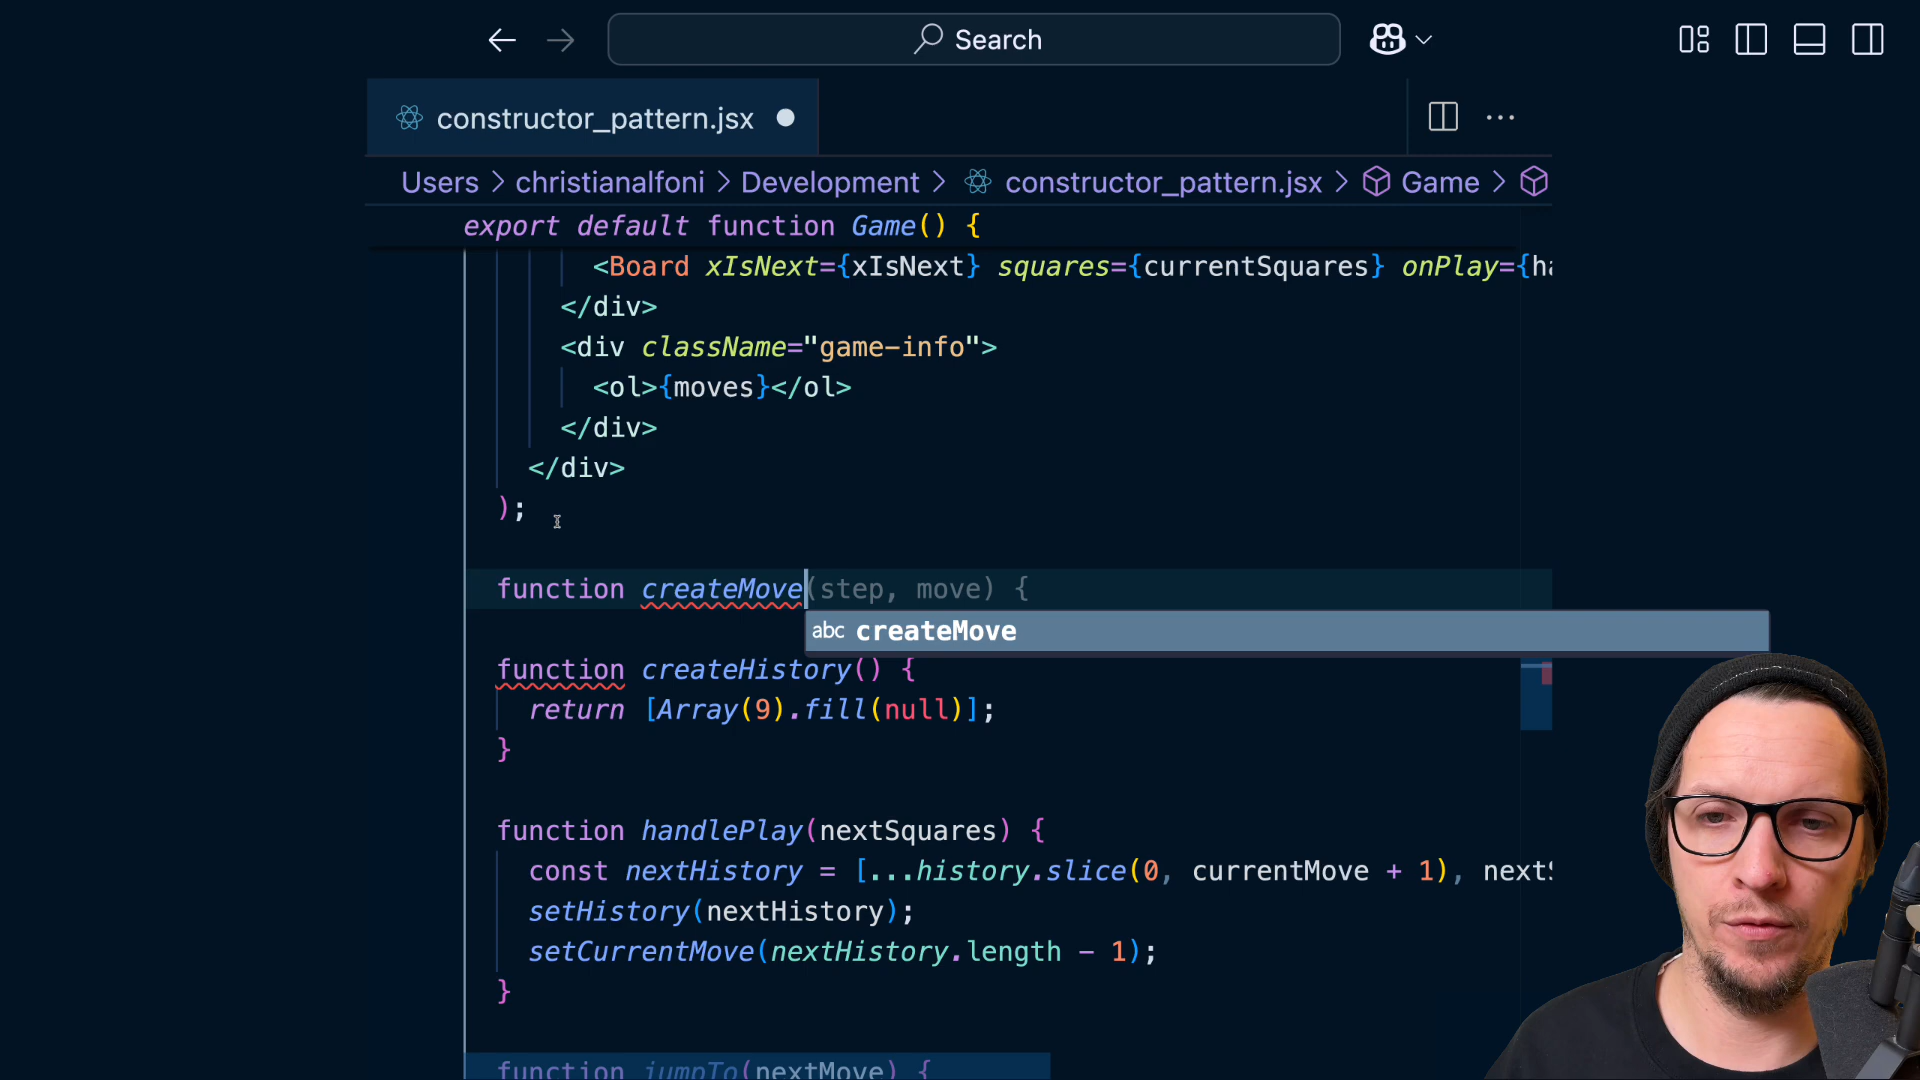 Search
constructor_pattern.jsx
Users > christianalfoni > Development > constructor_pattern.jsx > Game >
export default function Game() {
<Board xIsNext={xIsNext} squares={currentSquares} onPlay={ha
</div>
<div className="game-info">
<ol>{moves}</ol>
</div>
</div>
);
function createMove(step, move) {
abc createMove
function createHistory() {
return [Array(9).fill(null)];
}
function handlePlay(nextSquares) {
const nextHistory = [...history.slice(0, currentMove + 1), nextS
setHistory(nextHistory);
setCurrentMove(nextHistory.length - 1);
}
function jumpTo(nextMove) {